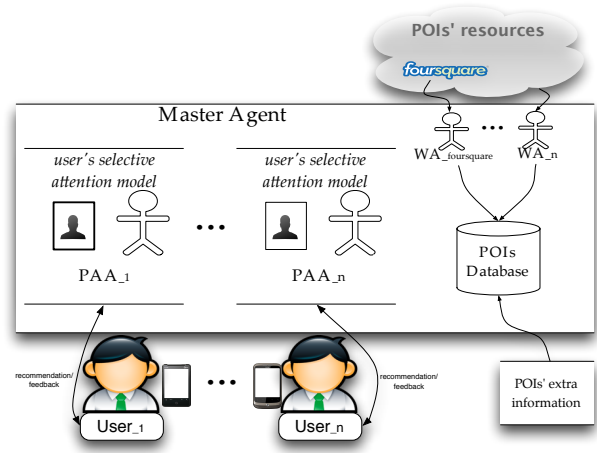 POIs' resources
foursquare
Master Agent
user's selective
attention model
PAA_1
...
user's selective
attention model
PAA_n
WA_foursquare
...
WA_n
POIs
Database
recommendation/
feedback
User_1
...
User_n
recommendation/
feedback
POIs' extra
information